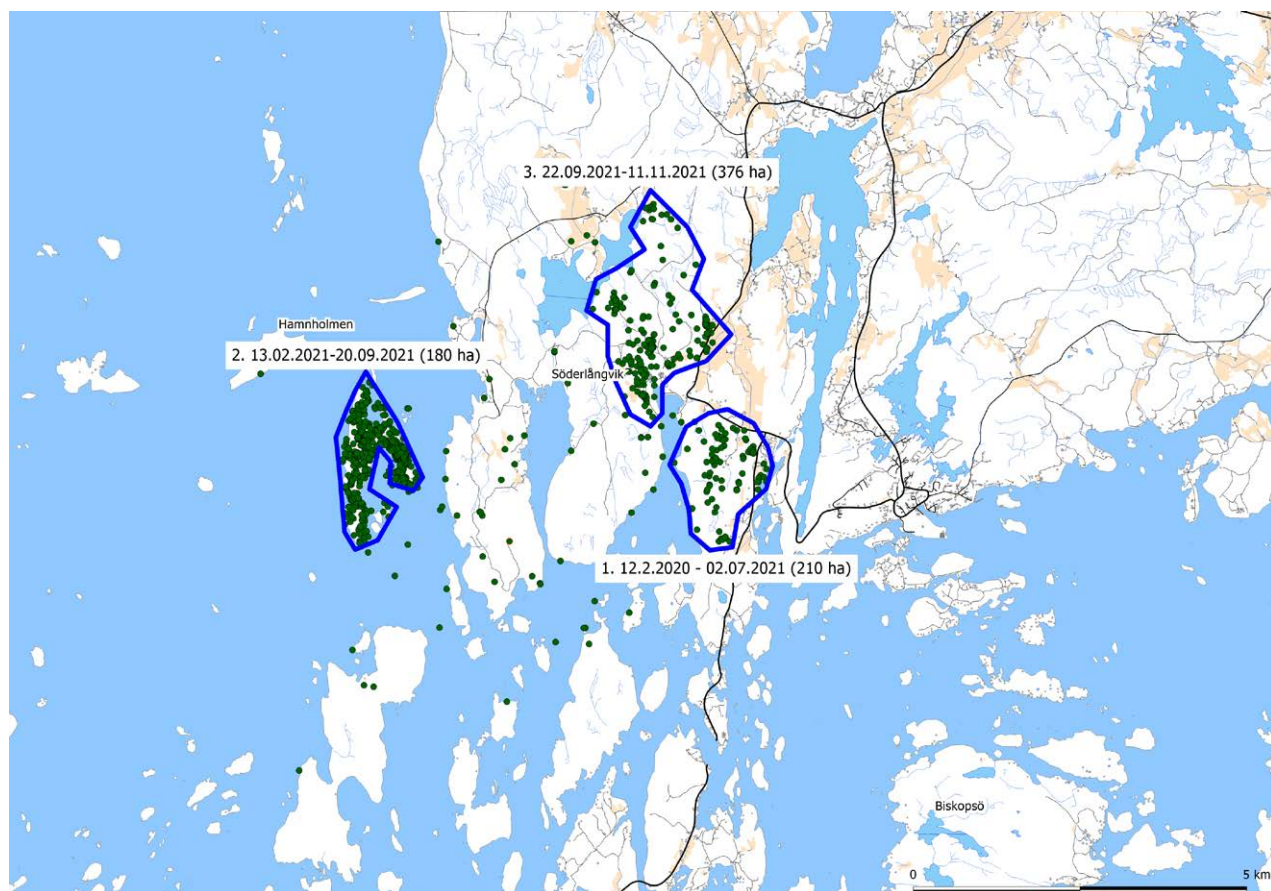 3. 22.09.2021-11.11.2021 (376 ha)
Hamnholmen
2. 13.02.2021-20.09.2021 (180 ha)
Söderlångvik
1. 12.2.2020 - 02.07.2021 (210 ha)
Biskopsö
0 5 km